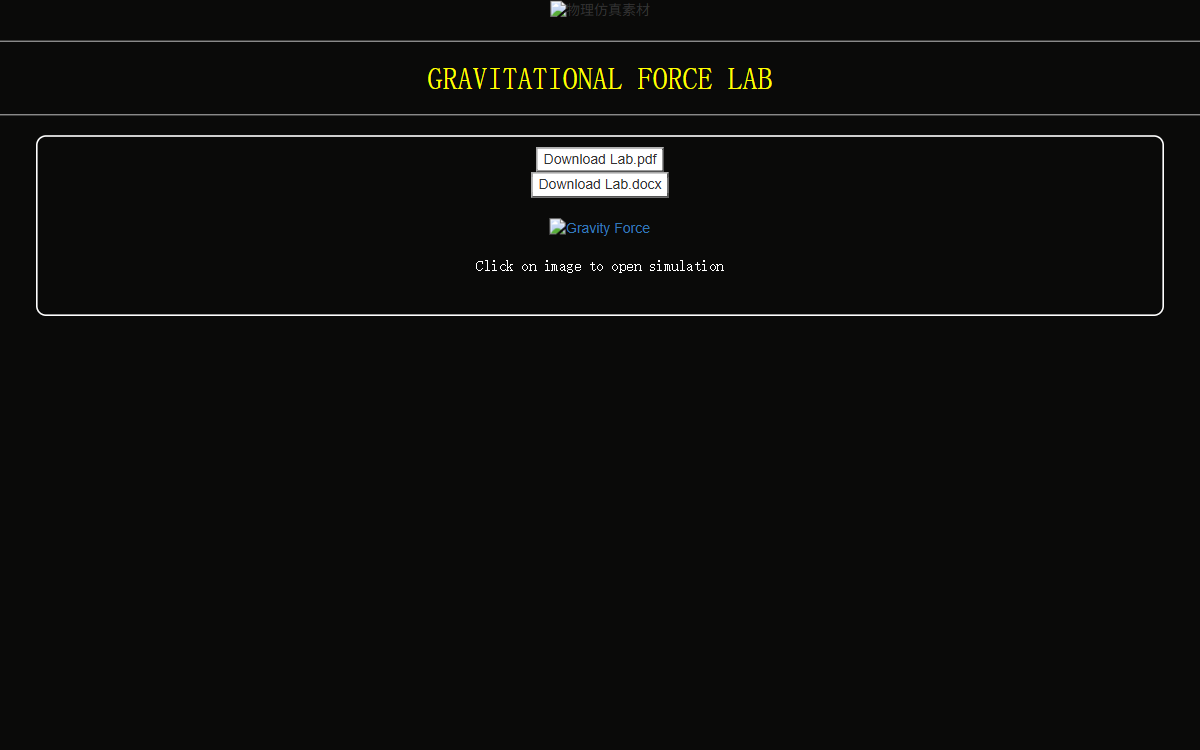 物理仿真素材
GRAVITATIONAL FORCE LAB
Download Lab.pdf
Download Lab.docx
Gravity Force
Click on image to open simulation